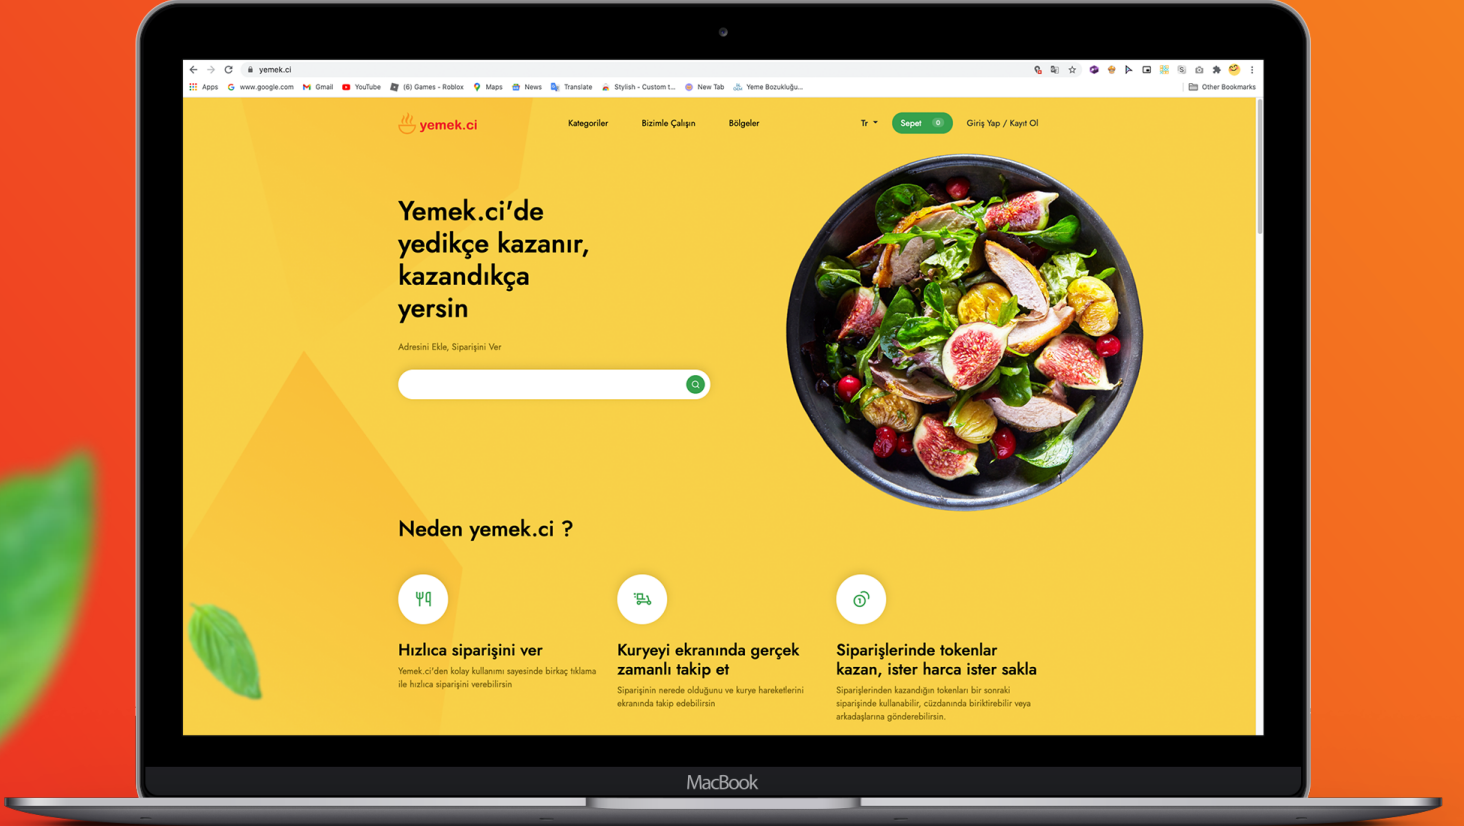 yemek.ci
Apps www.google.com Gmail YouTube (6) Games - Roblox Maps News Translate Stylish - Custom t... New Tab Yeme Bozukluğu... Other Bookmarks
yemek.ci Kategoriler Bizimle Çalışın Bölgeler Tr Sepet 0 Giriş Yap / Kayıt Ol
Yemek.ci'de
yedikçe kazanır,
kazandıkça
yersin
Adresini Ekle, Siparişini Ver
Neden yemek.ci ?
Hızlıca siparişini ver
Yemek.ci'den kolay kullanımı sayesinde birkaç tıklama
ile hızlıca siparişini verebilirsin
Kuryeyi ekranında gerçek
zamanlı takip et
Siparişinin nerede olduğunu ve kurye hareketlerini
ekranında takip edebilirsin
Siparişlerinde tokenlar
kazan, ister harca ister sakla
Siparişlerinden kazandığın tokenları bir sonraki
siparişinde kullanabilir, cüzdanında biriktirebilir veya
arkadaşlarına gönderebilirsin.
MacBook